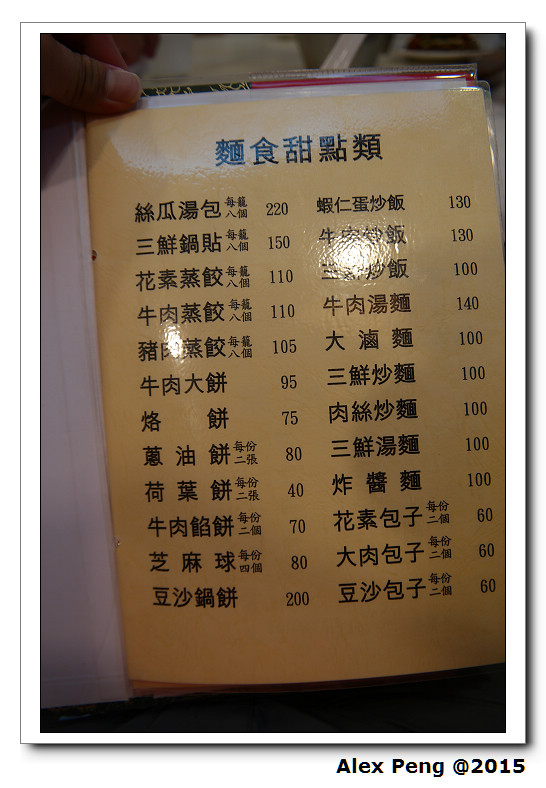 麵食甜點類
絲瓜湯包 每籠八個 220
三鮮鍋貼 每籠八個 150
花素蒸餃 每籠八個 110
牛肉蒸餃 每籠八個 110
豬肉蒸餃 每籠八個 105
牛肉大餅 95
烙餅 75
蔥油餅 每份二張 80
荷葉餅 每份二張 40
牛肉餡餅 每份二個 70
芝麻球 每份四個 80
豆沙鍋餅 200
蝦仁蛋炒飯 130
牛肉炒飯 130
三鮮炒飯 100
牛肉湯麵 140
大滷麵 100
三鮮炒麵 100
肉絲炒麵 100
三鮮湯麵 100
炸醬麵 100
花素包子 每份二個 60
大肉包子 每份二個 60
豆沙包子 每份二個 60
Alex Peng @2015